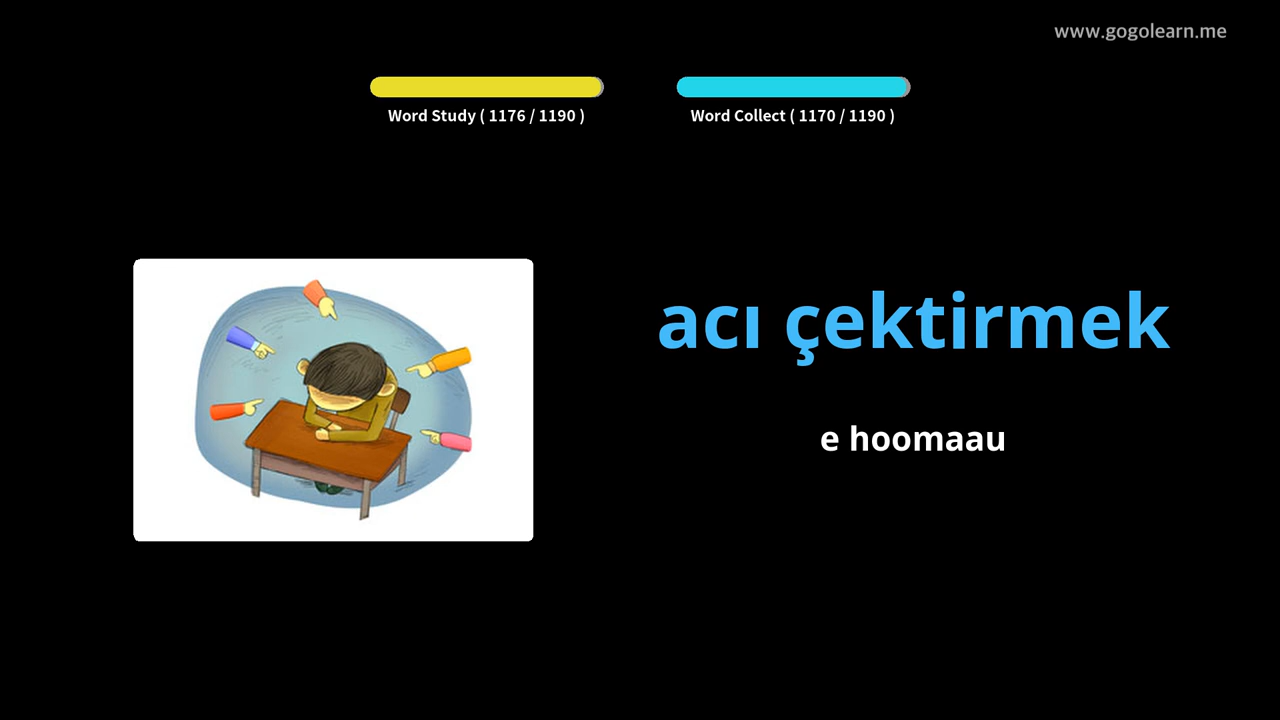 www.gogolearn.me
Word Study ( 1176 / 1190 )
Word Collect ( 1170 / 1190 )
acı çektirmek
e hoomaau